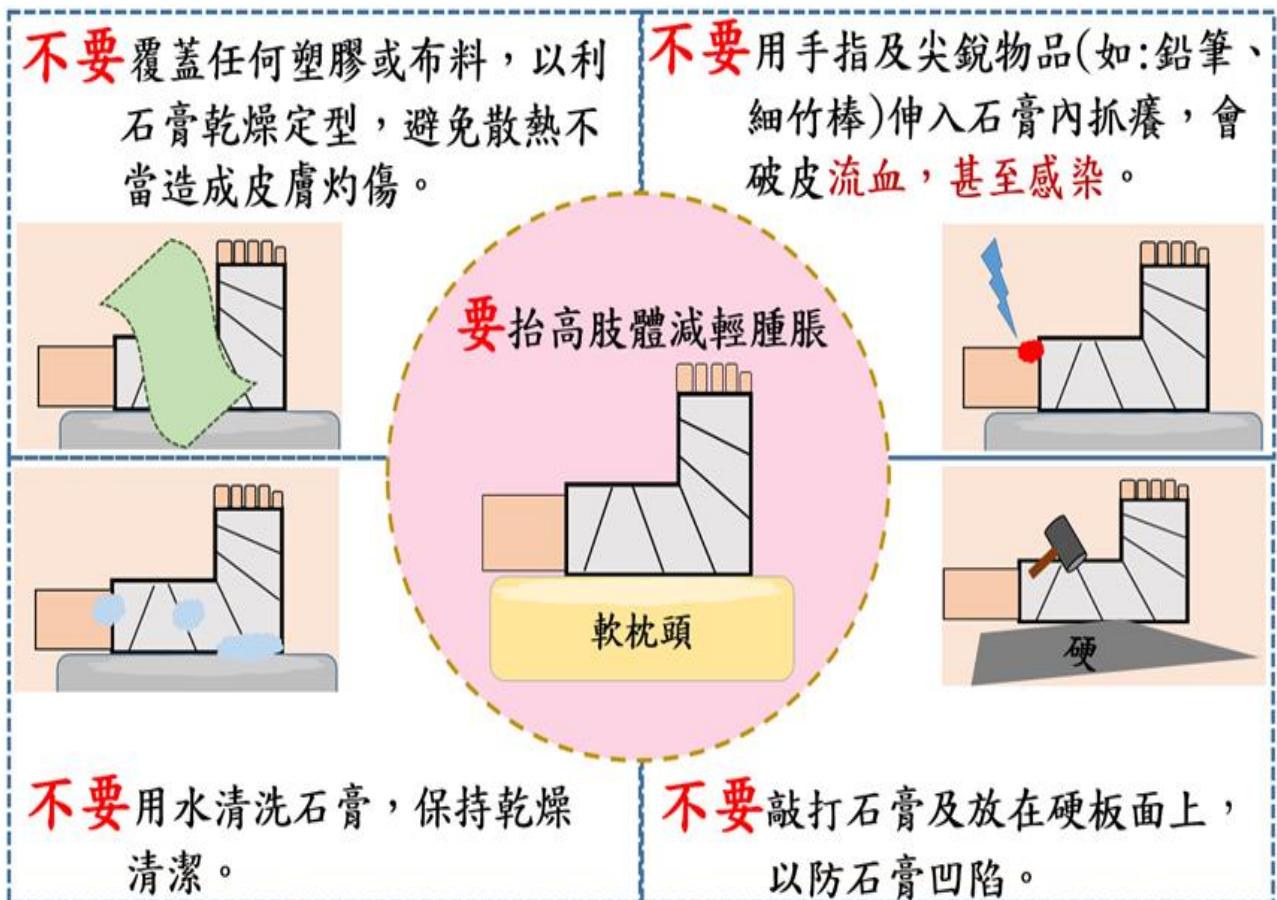 不要覆蓋任何塑膠或布料，以利
石膏乾燥定型，避免散熱不
當造成皮膚灼傷。
不要用手指及尖銳物品(如:鉛筆、
細竹棒)伸入石膏內抓癢，會
破皮流血，甚至感染。
要抬高肢體減輕腫脹
軟枕頭
硬
不要用水清洗石膏，保持乾燥
清潔。
不要敲打石膏及放在硬板面上，
以防石膏凹陷。